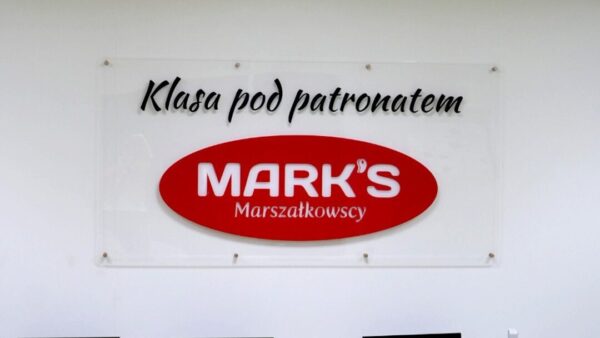 Klasa pod patronatem
MARK'S
Marszałkowscy